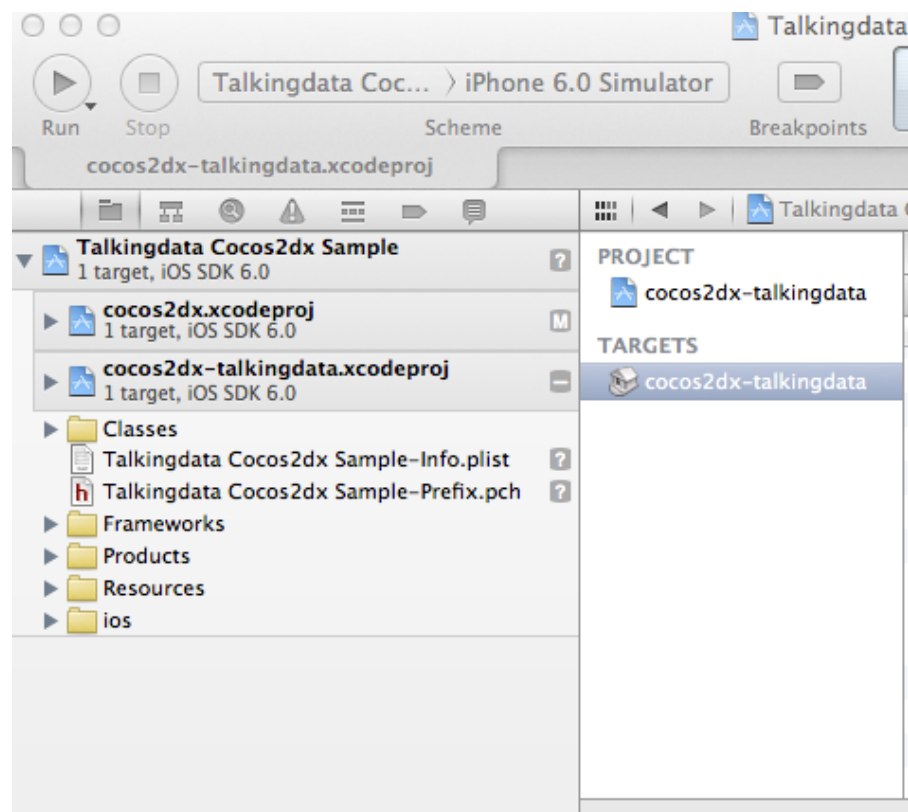 Talkingdata
Talkingdata Coc... 〉 iPhone 6.0 Simulator
Run Stop Scheme Breakpoints
cocos2dx-talkingdata.xcodeproj
Talkingdata
Talkingdata Cocos2dx Sample ?
1 target, iOS SDK 6.0
cocos2dx.xcodeproj M
1 target, iOS SDK 6.0
cocos2dx-talkingdata.xcodeproj
1 target, iOS SDK 6.0
Classes
Talkingdata Cocos2dx Sample-Info.plist ?
h Talkingdata Cocos2dx Sample-Prefix.pch ?
Frameworks
Products
Resources
ios
PROJECT
cocos2dx-talkingdata
TARGETS
cocos2dx-talkingdata